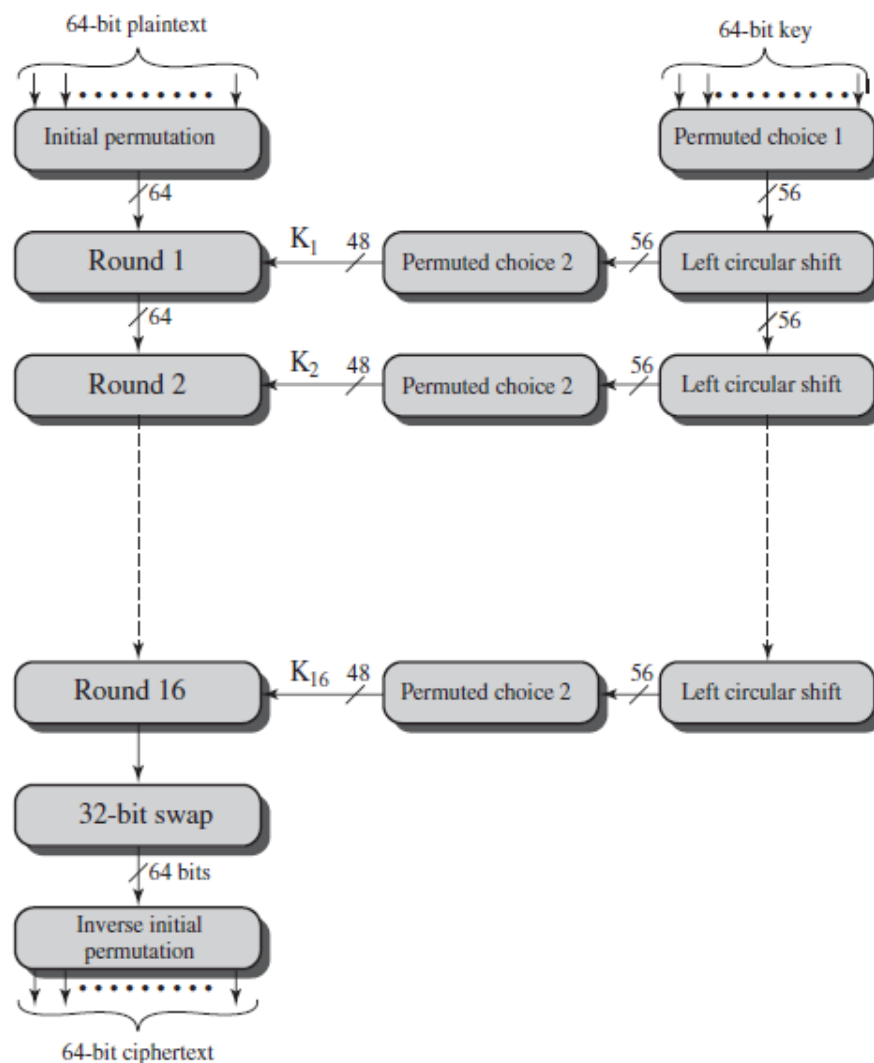 64-bit plaintext
64-bit key
Initial permutation
Permuted choice 1
64
56
Round 1
K1
48
Permuted choice 2
56
Left circular shift
64
56
Round 2
K2
48
Permuted choice 2
56
Left circular shift
Round 16
K16
48
Permuted choice 2
56
Left circular shift
32-bit swap
64 bits
Inverse initial
permutation
64-bit ciphertext